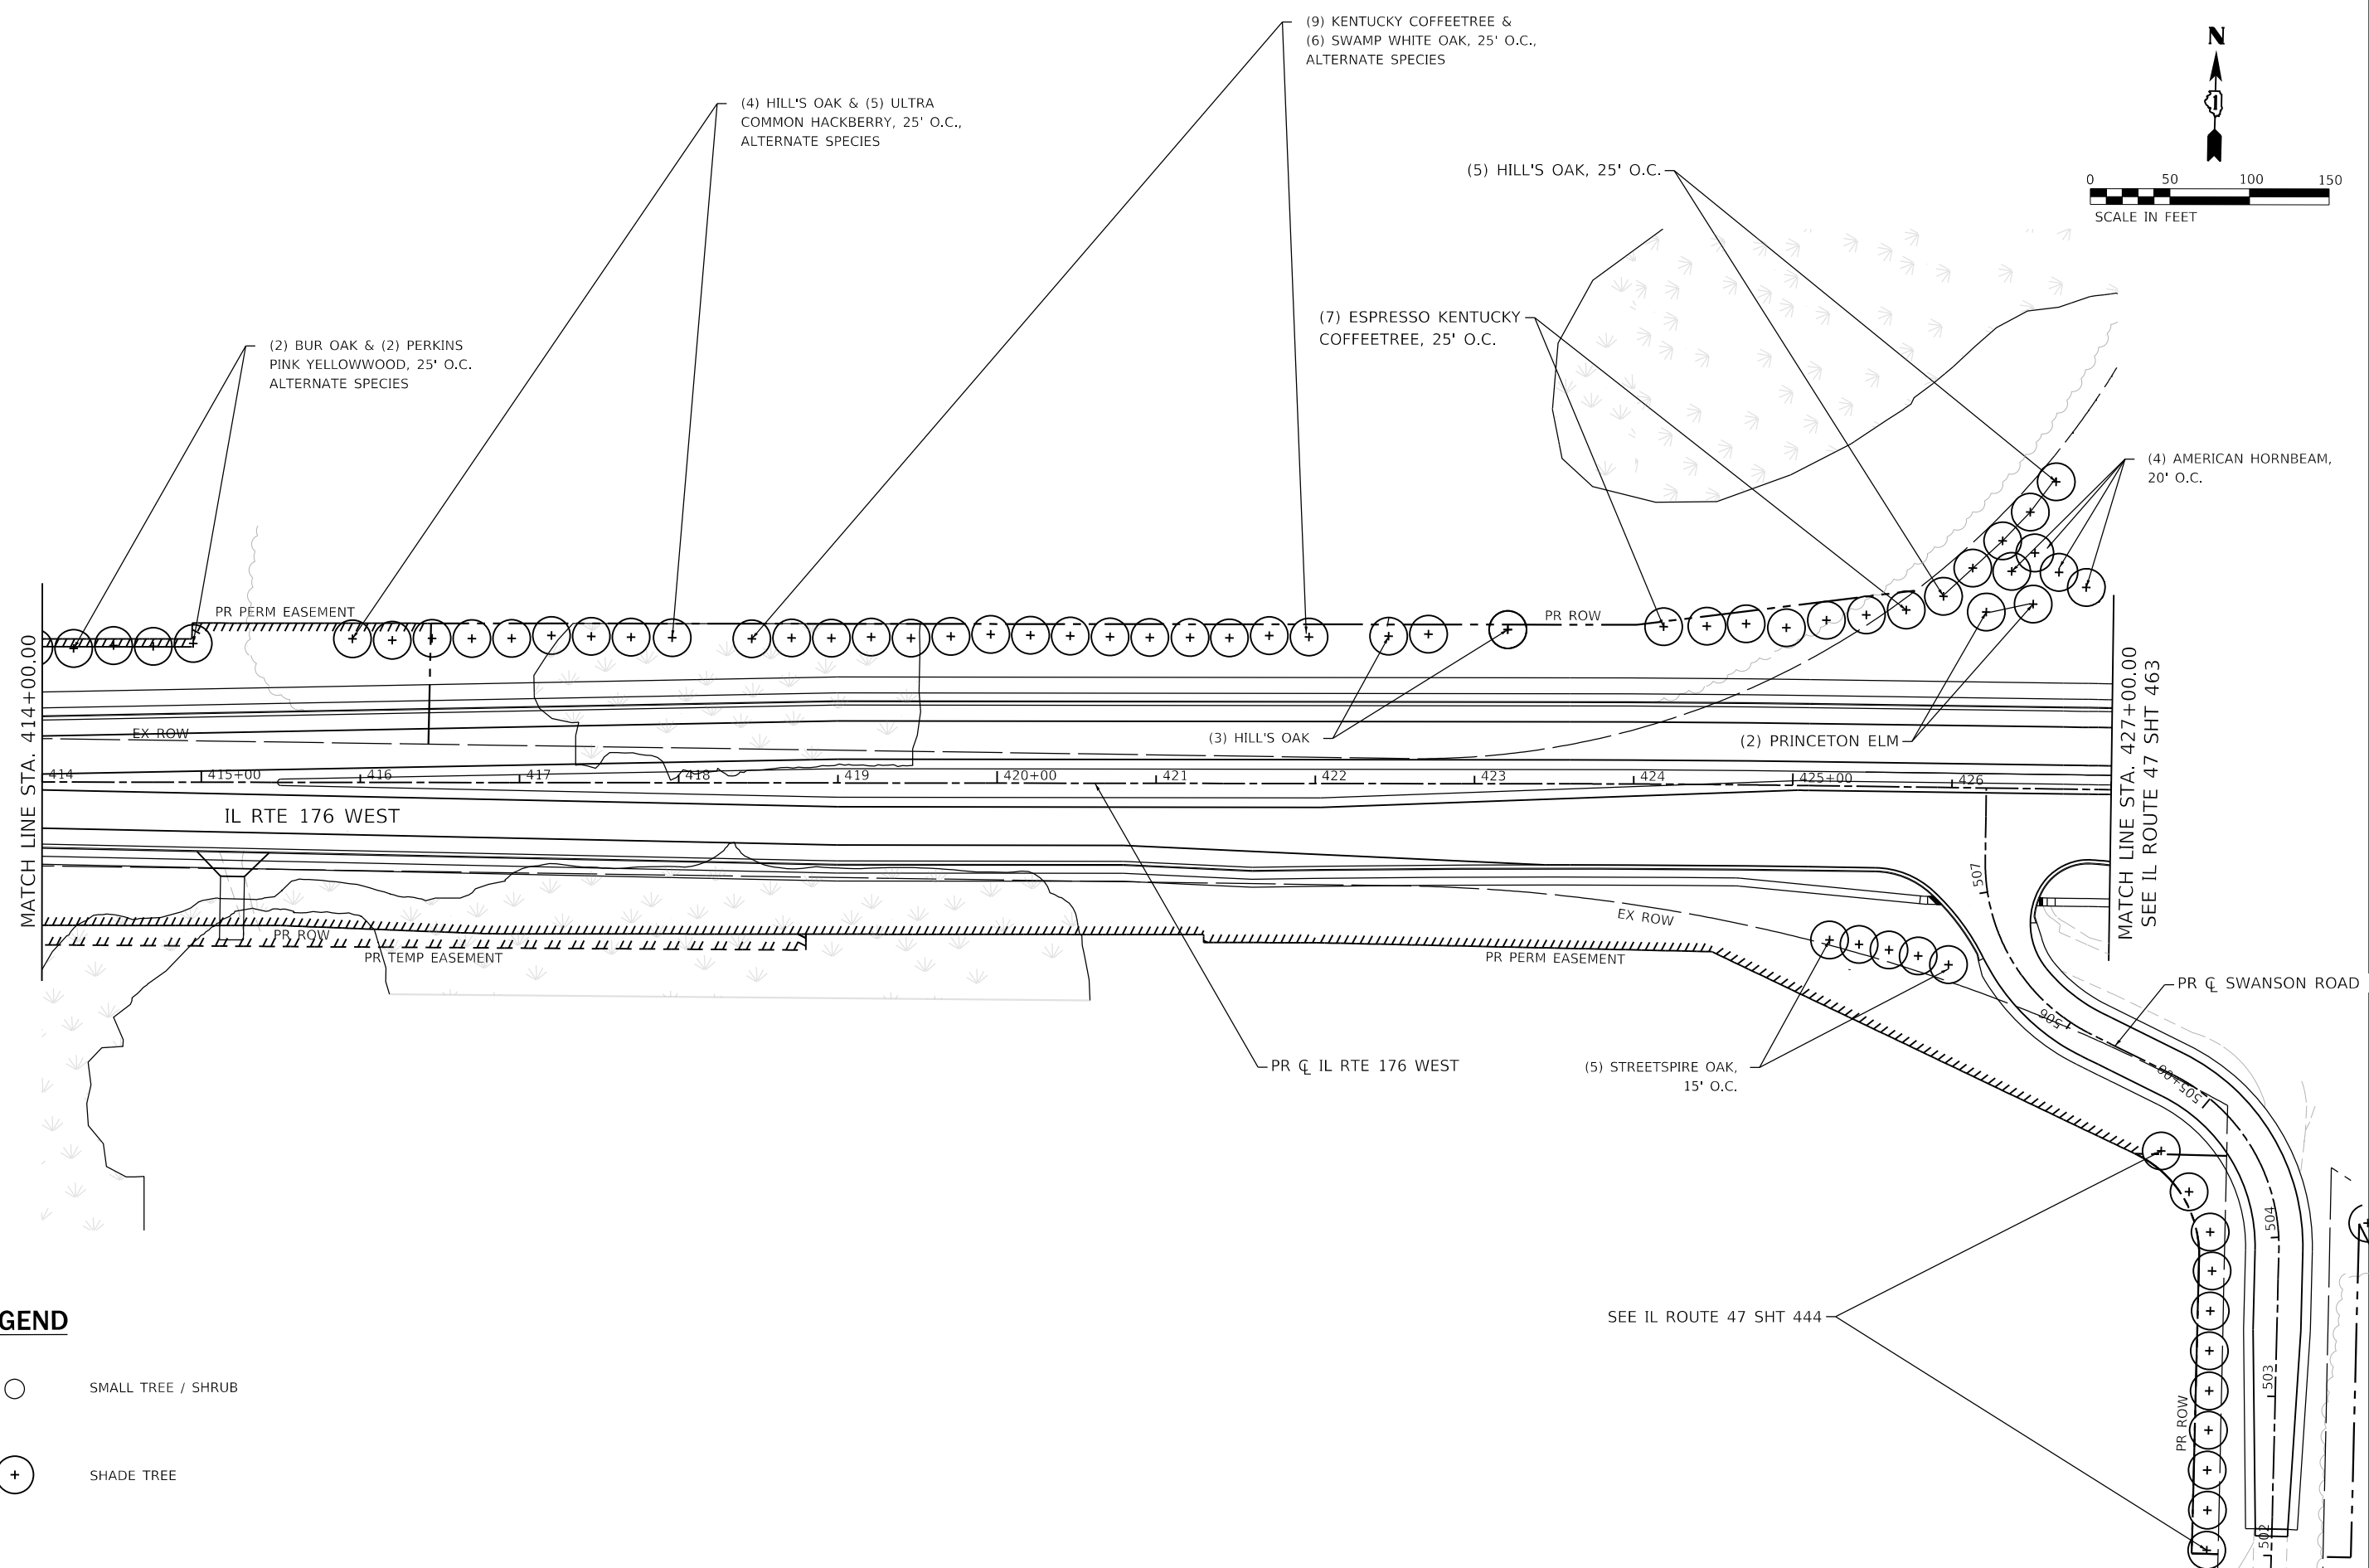 (9) KENTUCKY COFFEETREE &
(6) SWAMP WHITE OAK, 25' O.C.,
ALTERNATE SPECIES
N
(4) HILL'S OAK & (5) ULTRA
COMMON HACKBERRY, 25' O.C.,
ALTERNATE SPECIES
(5) HILL'S OAK, 25' O.C.
0 50 100 150
SCALE IN FEET
(7) ESPRESSO KENTUCKY
COFFEETREE, 25' O.C.
(2) BUR OAK & (2) PERKINS
PINK YELLOWWOOD, 25' O.C.
ALTERNATE SPECIES
(4) AMERICAN HORNBEAM,
20' O.C.
PR PERM EASEMENT
PR ROW
MATCH LINE STA. 414+00.00
EX ROW
(3) HILL'S OAK
(2) PRINCETON ELM
MATCH LINE STA. 427+00.00
SEE IL ROUTE 47 SHT 463
414 415+00 416 417 418 419 420+00 421 422 423 424 425+00 426
IL RTE 176 WEST
507
EX ROW
PR ROW
PR TEMP EASEMENT
PR PERM EASEMENT
PR ℄ SWANSON ROAD
506
505+00
PR ℄ IL RTE 176 WEST
(5) STREETSPIRE OAK,
15' O.C.
504
SEE IL ROUTE 47 SHT 444
503
PR ROW
502
GEND
SMALL TREE / SHRUB
SHADE TREE